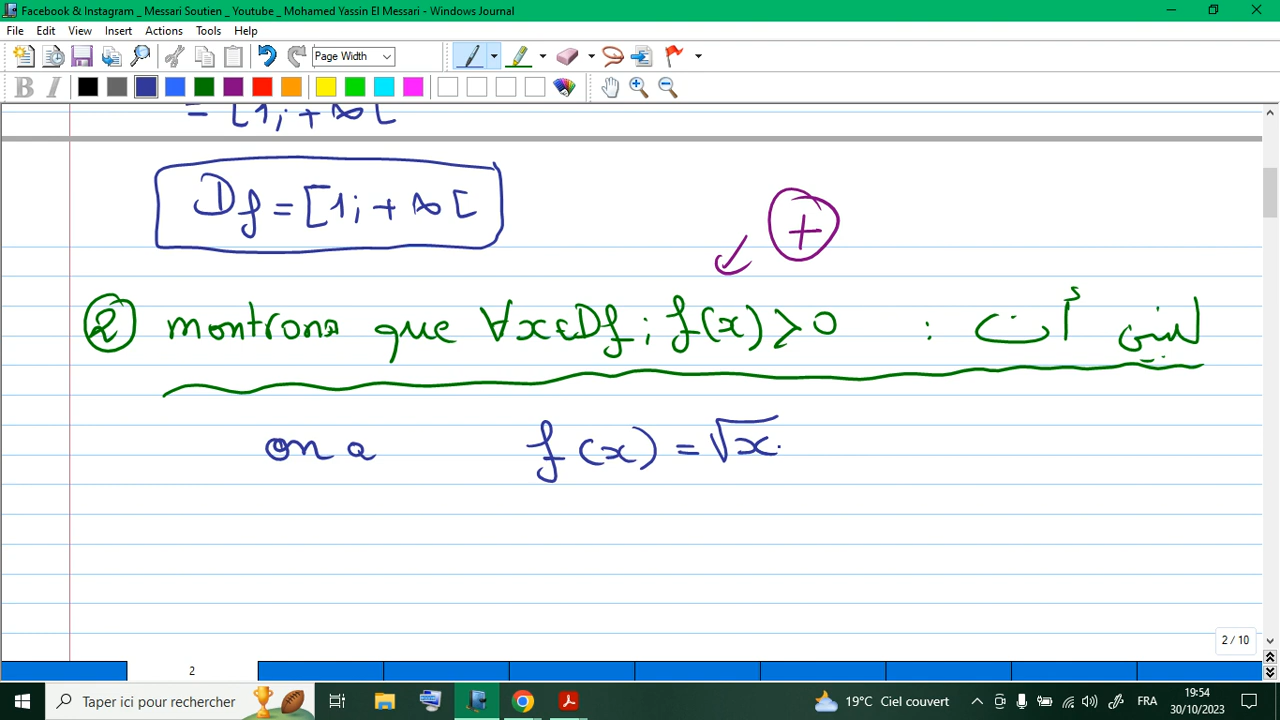 Facebook & Instagram _ Messari Soutien _ Youtube _ Mohamed Yassin El Messari - Windows Journal
File Edit View Insert Actions Tools Help
Page Width
B I
= [1; +∞[
Df = [1; +∞[
+
② montrons que ∀x∈Df ; f(x) > 0 : لنبين أن
on a f(x) = √x
2 / 10
2
Taper ici pour rechercher
19°C Ciel couvert
FRA
19:54
30/10/2023